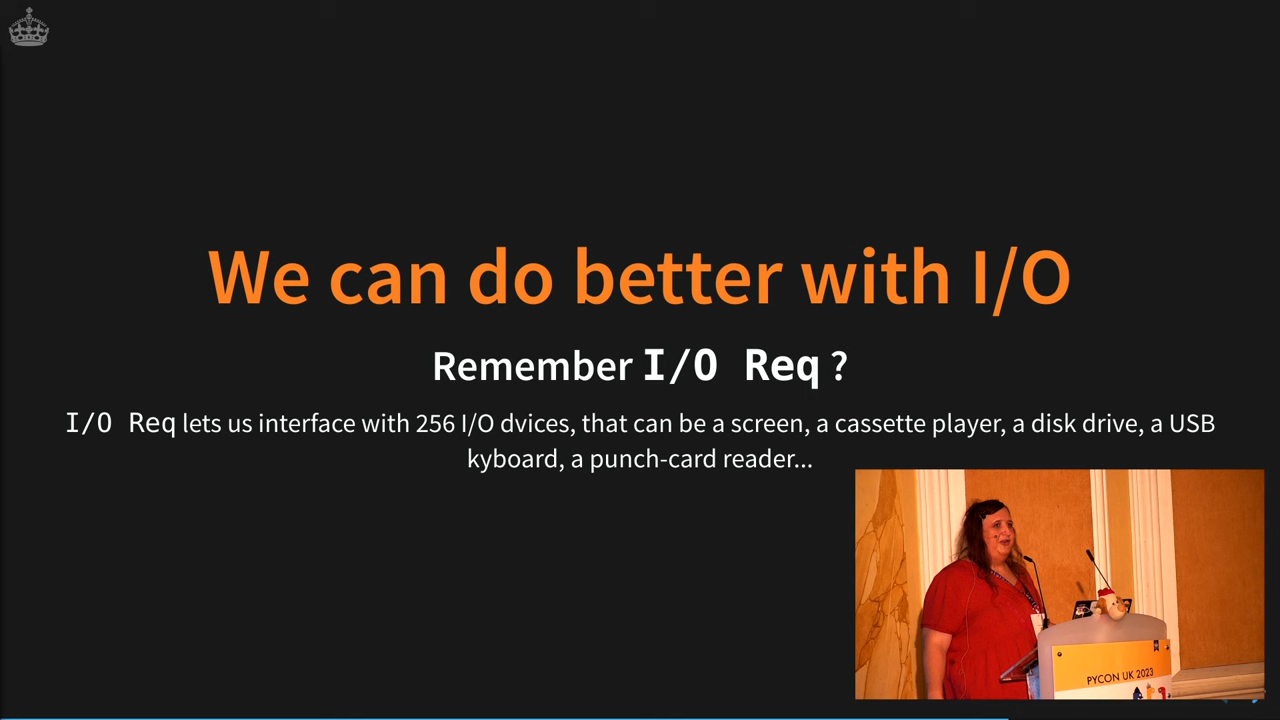 We can do better with I/O
Remember I/O Req ?
I/O Req lets us interface with 256 I/O dvices, that can be a screen, a cassette player, a disk drive, a USB
kyboard, a punch-card reader...
PYCON UK 2023